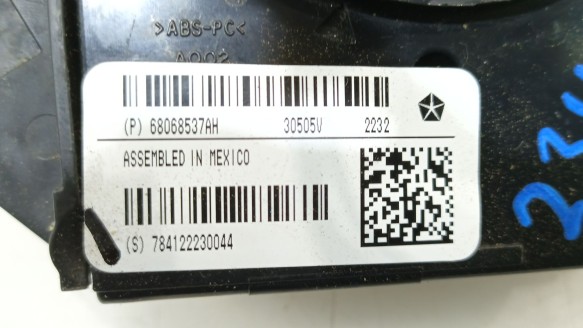 >ABS-PC<
(P) 68068537AH 30505V 2232
ASSEMBLED IN MEXICO
(S) 784122230044